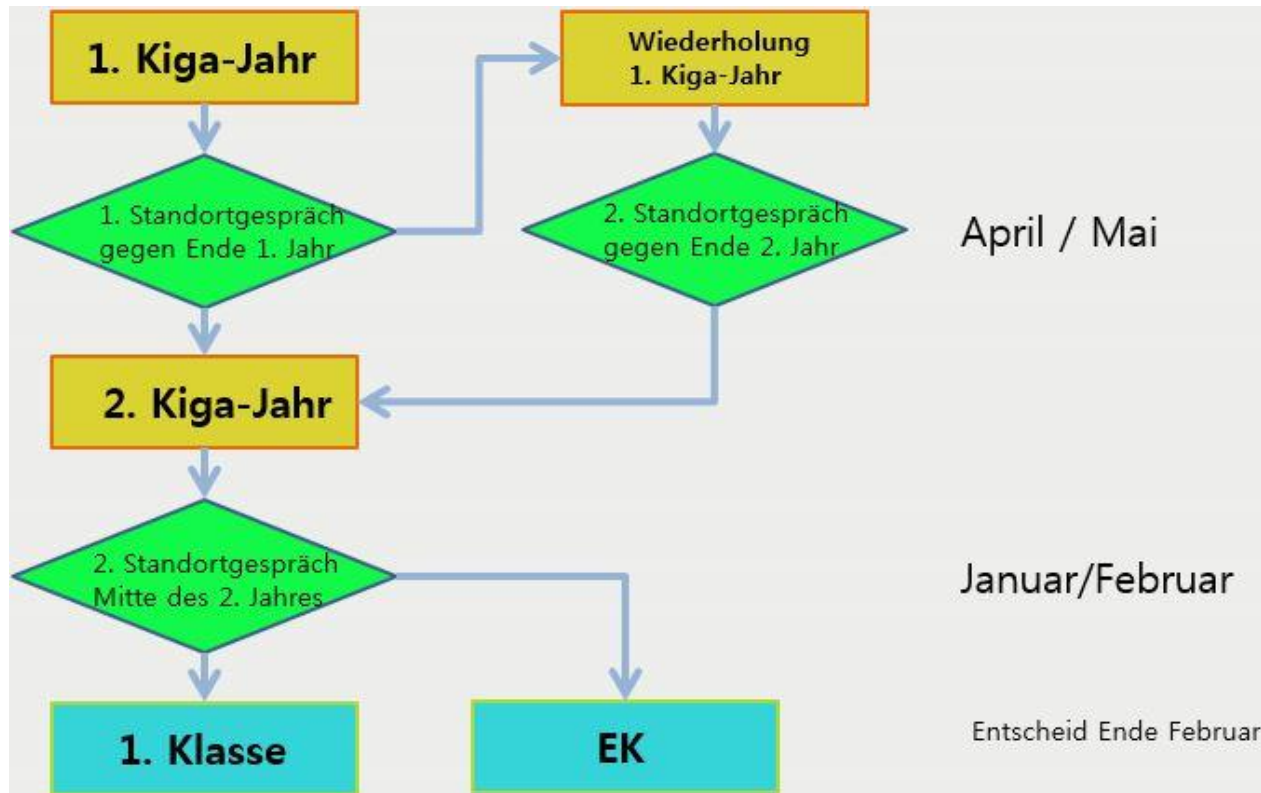 1. Kiga-Jahr
Wiederholung
1. Kiga-Jahr
1. Standortgespräch
gegen Ende 1. Jahr
2. Standortgespräch
gegen Ende 2. Jahr
April / Mai
2. Kiga-Jahr
2. Standortgespräch
Mitte des 2. Jahres
Januar/Februar
1. Klasse
EK
Entscheid Ende Februar